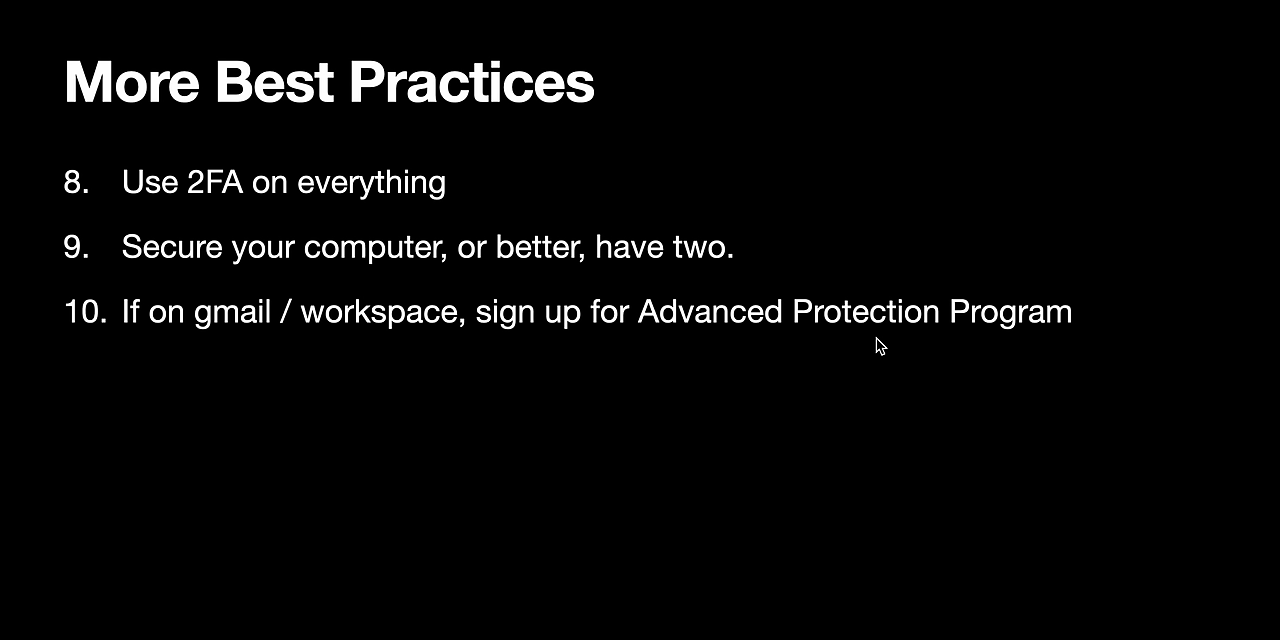 More Best Practices
8. Use 2FA on everything
9. Secure your computer, or better, have two.
10. If on gmail / workspace, sign up for Advanced Protection Program